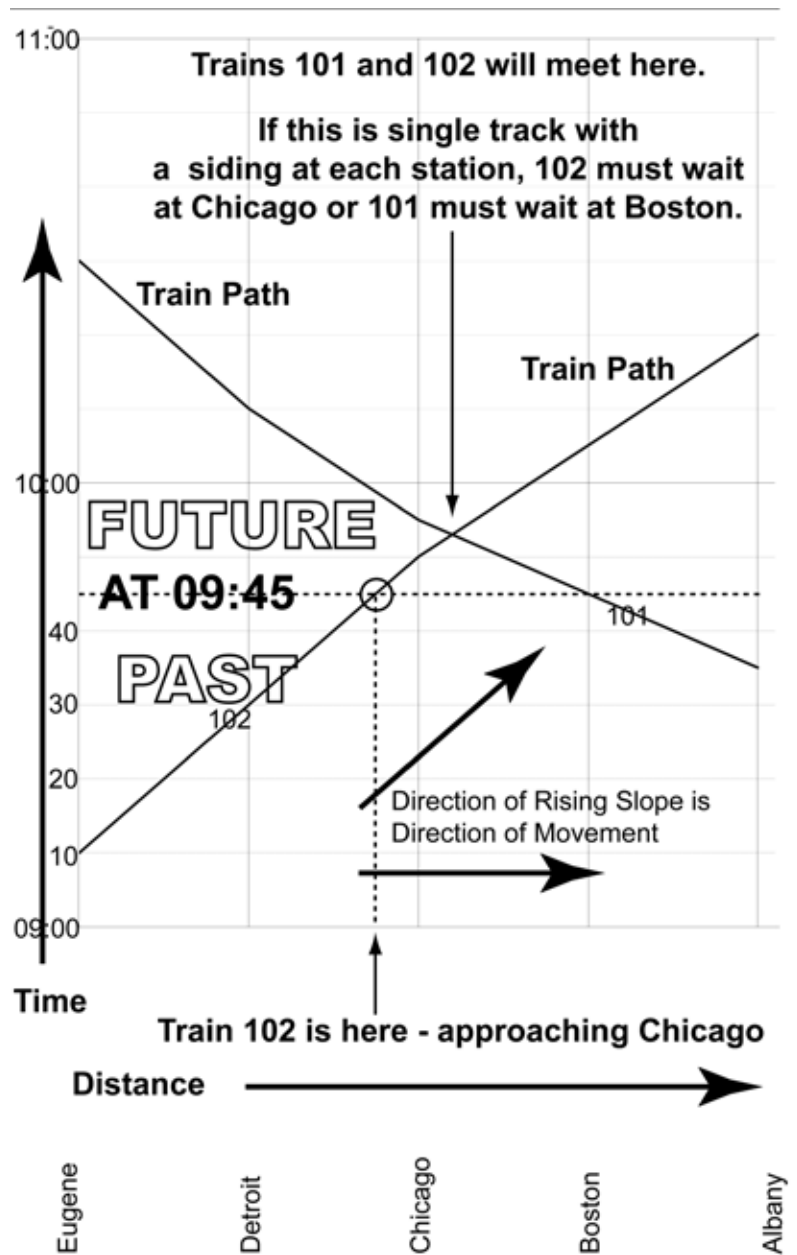 11:00
Trains 101 and 102 will meet here.
If this is single track with
a siding at each station, 102 must wait
at Chicago or 101 must wait at Boston.
Train Path
Train Path
10:00
FUTURE
AT 09:45
101
40
PAST
30
102
20
Direction of Rising Slope is
Direction of Movement
10
09:00
Time
Train 102 is here - approaching Chicago
Distance
Eugene
Detroit
Chicago
Boston
Albany